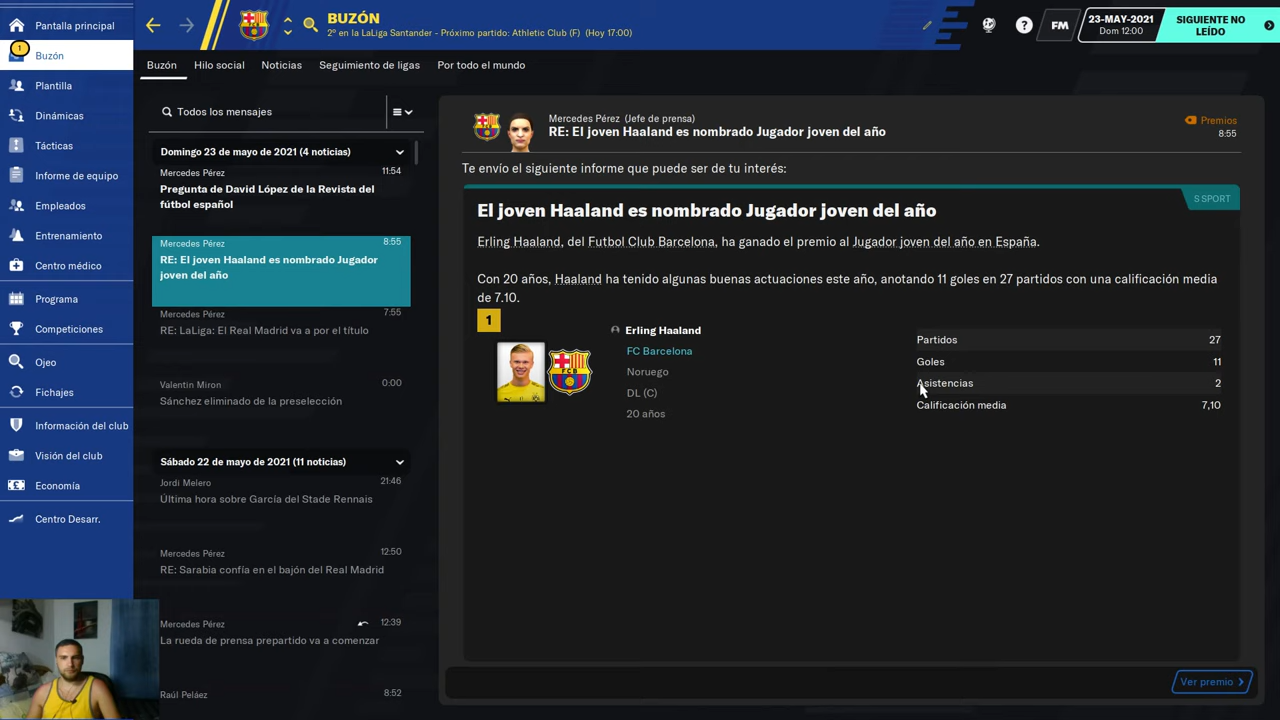 Pantalla principal
1
Buzón
Plantilla
Dinámicas
Tácticas
Informe de equipo
Empleados
Entrenamiento
Centro médico
Programa
Competiciones
Ojeo
Fichajes
Información del club
Visión del club
Economía
Centro Desarr.
BUZÓN
2º en la LaLiga Santander - Próximo partido: Athletic Club (F) (Hoy 17:00)
FM
23-MAY-2021
Dom 12:00
SIGUIENTE NO
LEÍDO
Buzón
Hilo social
Noticias
Seguimiento de ligas
Por todo el mundo
Todos los mensajes
Domingo 23 de mayo de 2021 (4 noticias)
Mercedes Pérez 11:54
Pregunta de David López de la Revista del
fútbol español
Mercedes Pérez 8:55
RE: El joven Haaland es nombrado Jugador
joven del año
Mercedes Pérez 7:55
RE: LaLiga: El Real Madrid va a por el título
Valentin Miron 0:00
Sánchez eliminado de la preselección
Sábado 22 de mayo de 2021 (11 noticias)
Jordi Melero 21:46
Última hora sobre García del Stade Rennais
Mercedes Pérez 12:50
RE: Sarabia confía en el bajón del Real Madrid
Mercedes Pérez 12:39
La rueda de prensa prepartido va a comenzar
Raúl Peláez 8:52
Mercedes Pérez (Jefe de prensa)
RE: El joven Haaland es nombrado Jugador joven del año
Premios
8:55
Te envío el siguiente informe que puede ser de tu interés:
S SPORT
El joven Haaland es nombrado Jugador joven del año
Erling Haaland, del Futbol Club Barcelona, ha ganado el premio al Jugador joven del año en España.
Con 20 años, Haaland ha tenido algunas buenas actuaciones este año, anotando 11 goles en 27 partidos con una calificación media
de 7.10.
1
Erling Haaland
FC Barcelona
Noruego
DL (C)
20 años
Partidos 27
Goles 11
Asistencias 2
Calificación media 7,10
Ver premio